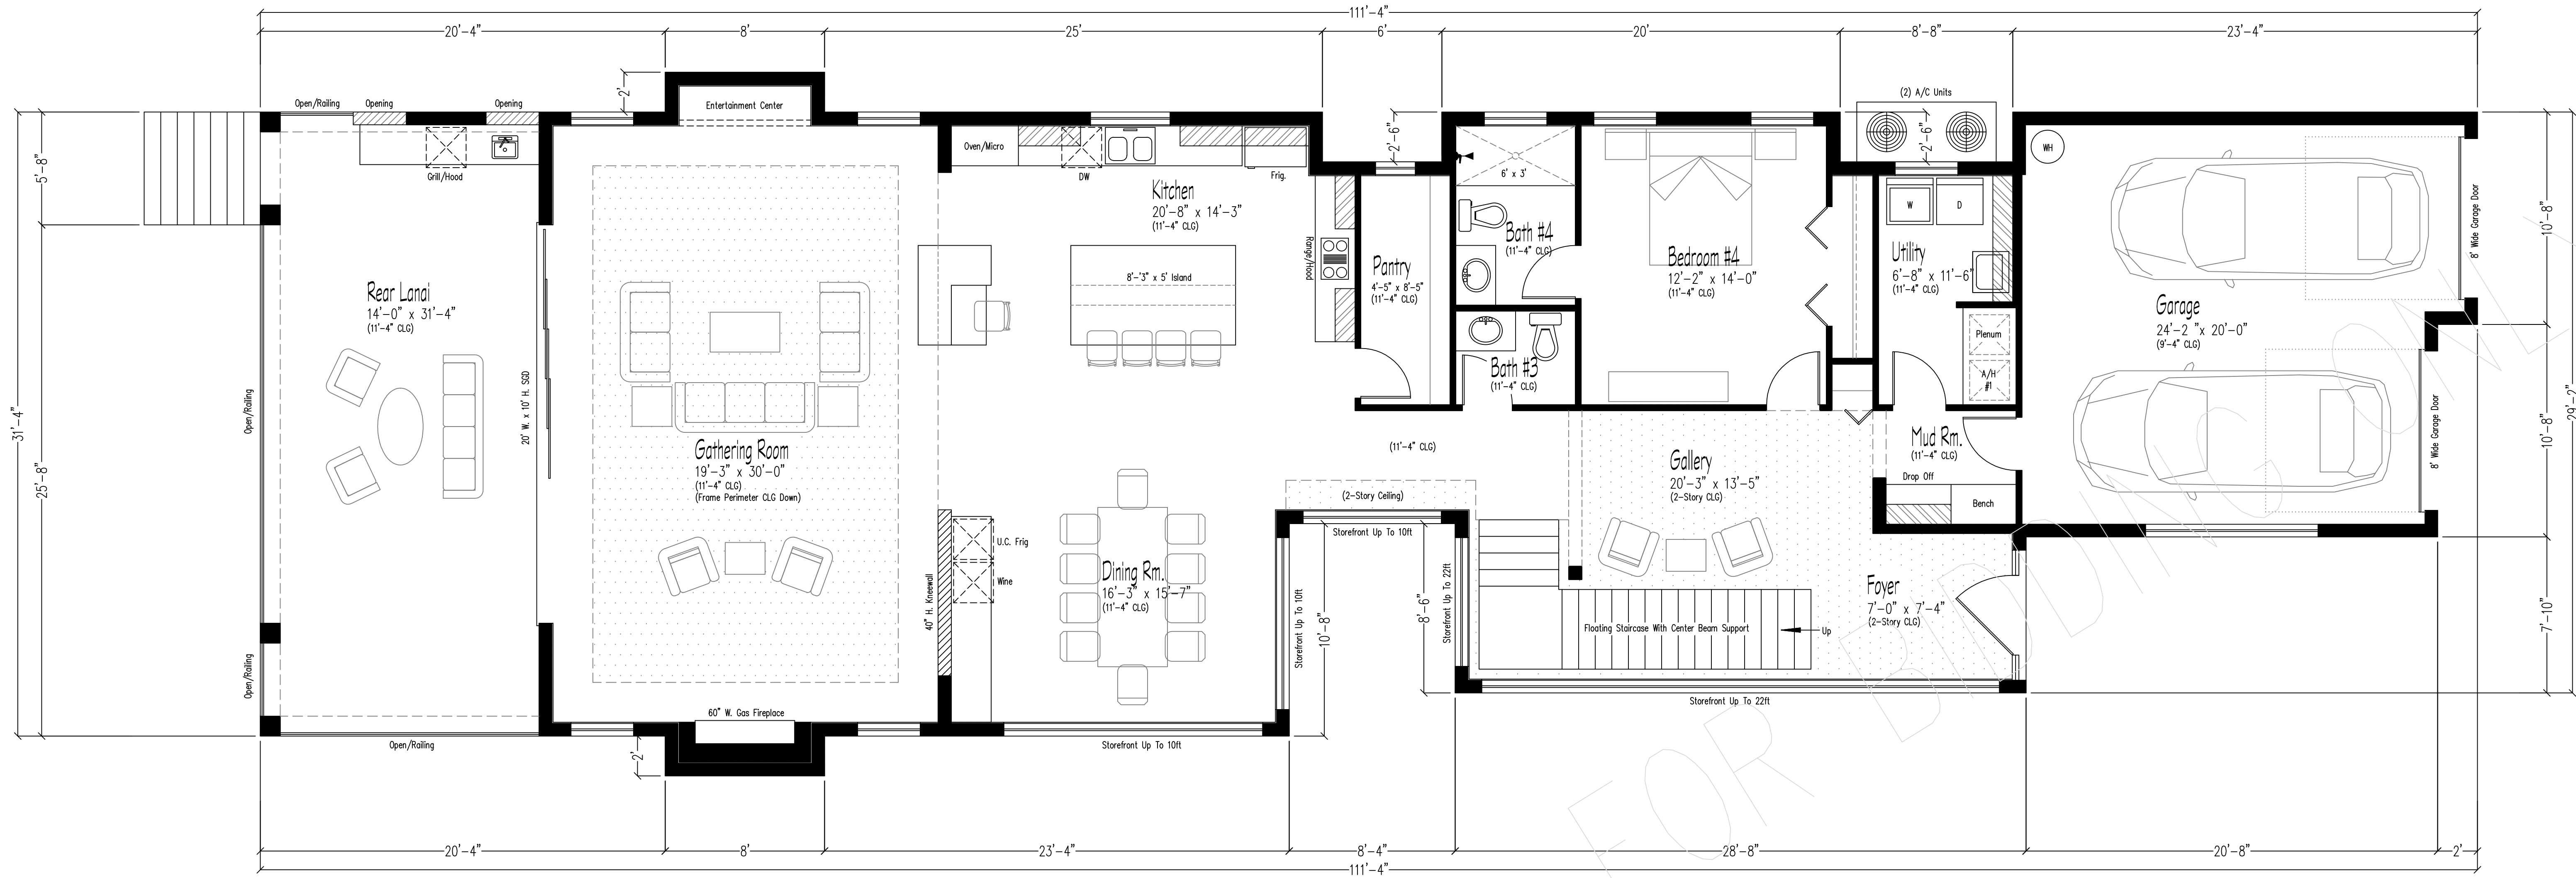 111'-4"
20'-4"
8'
25'
6'
20'
8'-8"
23'-4"
2'
Open/Railing
Opening
Opening
Entertainment Center
(2) A/C Units
2'-6"
2'-6"
5'-8"
Grill/Hood
Oven/Micro
DW
Frig.
6' x 3'
WH
Kitchen
20'-8" x 14'-3"
(11'-4" CLG)
W
D
8' Wide Garage Door
10'-8"
Range/Hood
Pantry
4'-5" x 8'-5"
(11'-4" CLG)
Bath #4
(11'-4" CLG)
Bedroom #4
12'-2" x 14'-0"
(11'-4" CLG)
Utility
6'-8" x 11'-6"
(11'-4" CLG)
8'-'3" x 5' Island
Rear Lanai
14'-0" x 31'-4"
(11'-4" CLG)
Garage
24'-2 "x 20'-0"
(9'-4" CLG)
Plenum
A/H
#1
Bath #3
(11'-4" CLG)
31'-4"
25'-8"
Open/Railing
20' W. x 10' H. SGD
Gathering Room
19'-3" x 30'-0"
(11'-4" CLG)
(Frame Perimeter CLG Down)
(11'-4" CLG)
Gallery
20'-3" x 13'-5"
(2-Story CLG)
Mud Rm.
(11'-4" CLG)
Drop Off
Bench
8' Wide Garage Door
10'-8"
29'-2"
(2-Story Ceiling)
Storefront Up To 10ft
U.C. Frig
Wine
40" H. Kneewall
Dining Rm.
16'-3" x 15'-7"
(11'-4" CLG)
Storefront Up To 10ft
10'-8"
8'-6"
Storefront Up To 22ft
Floating Staircase With Center Beam Support
Up
Foyer
7'-0" x 7'-4"
(2-Story CLG)
7'-10"
Open/Railing
60" W. Gas Fireplace
Storefront Up To 22ft
Open/Railing
2'
Storefront Up To 10ft
20'-4"
8'
23'-4"
8'-4"
28'-8"
20'-8"
2'
111'-4"